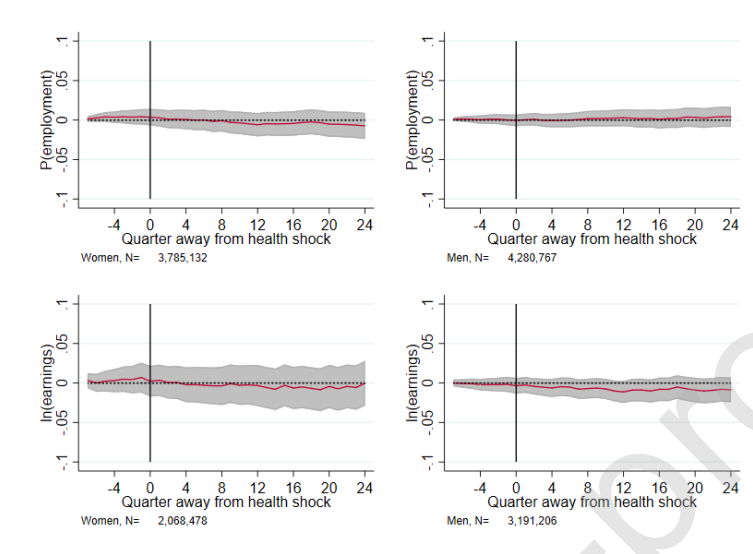 .1
.05
0
-.05
-.1
P(employment)
-4 0 4 8 12 16 20 24
Quarter away from health shock
Women, N= 3,785,132
.1
.05
0
-.05
-.1
P(employment)
-4 0 4 8 12 16 20 24
Quarter away from health shock
Men, N= 4,280,767
.1
.05
0
-.05
-.1
ln(earnings)
-4 0 4 8 12 16 20 24
Quarter away from health shock
Women, N= 2,068,478
.1
.05
0
-.05
-.1
ln(earnings)
-4 0 4 8 12 16 20 24
Quarter away from health shock
Men, N= 3,191,206
pro